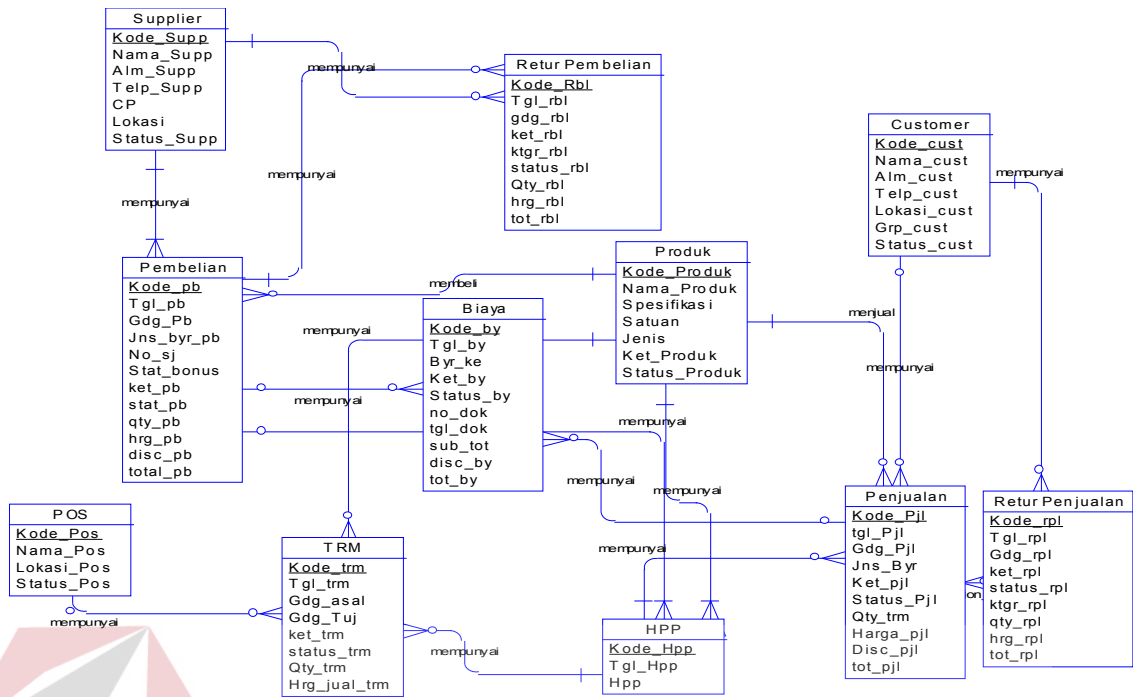 Supplier
Kode_Supp
Nama_Supp
Alm_Supp
Telp_Supp
CP
Lokasi
Status_Supp
mempunyai
Retur Pembelian
Kode_Rbl
Tgl_rbl
gdg_rbl
ket_rbl
ktgr_rbl
status_rbl
Qty_rbl
hrg_rbl
tot_rbl
mempunyai
Customer
Kode_cust
Nama_cust
Alm_cust
Telp_cust
Lokasi_cust
Grp_cust
Status_cust
mempunyai
mempunyai
Pembelian
Kode_pb
Tgl_pb
Gdg_Pb
Jns_byr_pb
No_sj
Stat_bonus
ket_pb
stat_pb
qty_pb
hrg_pb
disc_pb
total_pb
membeli
Produk
Kode_Produk
Nama_Produk
Spesifikasi
Satuan
Jenis
Ket_Produk
Status_Produk
menjual
mempunyai
Biaya
Kode_by
Tgl_by
Byr_ke
Ket_by
Status_by
no_dok
tgl_dok
sub_tot
disc_by
tot_by
mempunyai
mempunyai
mempunyai
mempunyai
mempunyai
mempunyai
POS
Kode_Pos
Nama_Pos
Lokasi_Pos
Status_Pos
mempunyai
TRM
Kode_trm
Tgl_trm
Gdg_asal
Gdg_Tuj
ket_trm
status_trm
Qty_trm
Hrg_jual_trm
mempunyai
HPP
Kode_Hpp
Tgl_Hpp
Hpp
Penjualan
Kode_Pjl
tgl_Pjl
Gdg_Pjl
Jns_Byr
Ket_pjl
Status_Pjl
Qty_trm
Harga_pjl
Disc_pjl
tot_pjl
Retur Penjualan
Kode_rpl
Tgl_rpl
Gdg_rpl
ket_rpl
status_rpl
ktgr_rpl
qty_rpl
hrg_rpl
tot_rpl